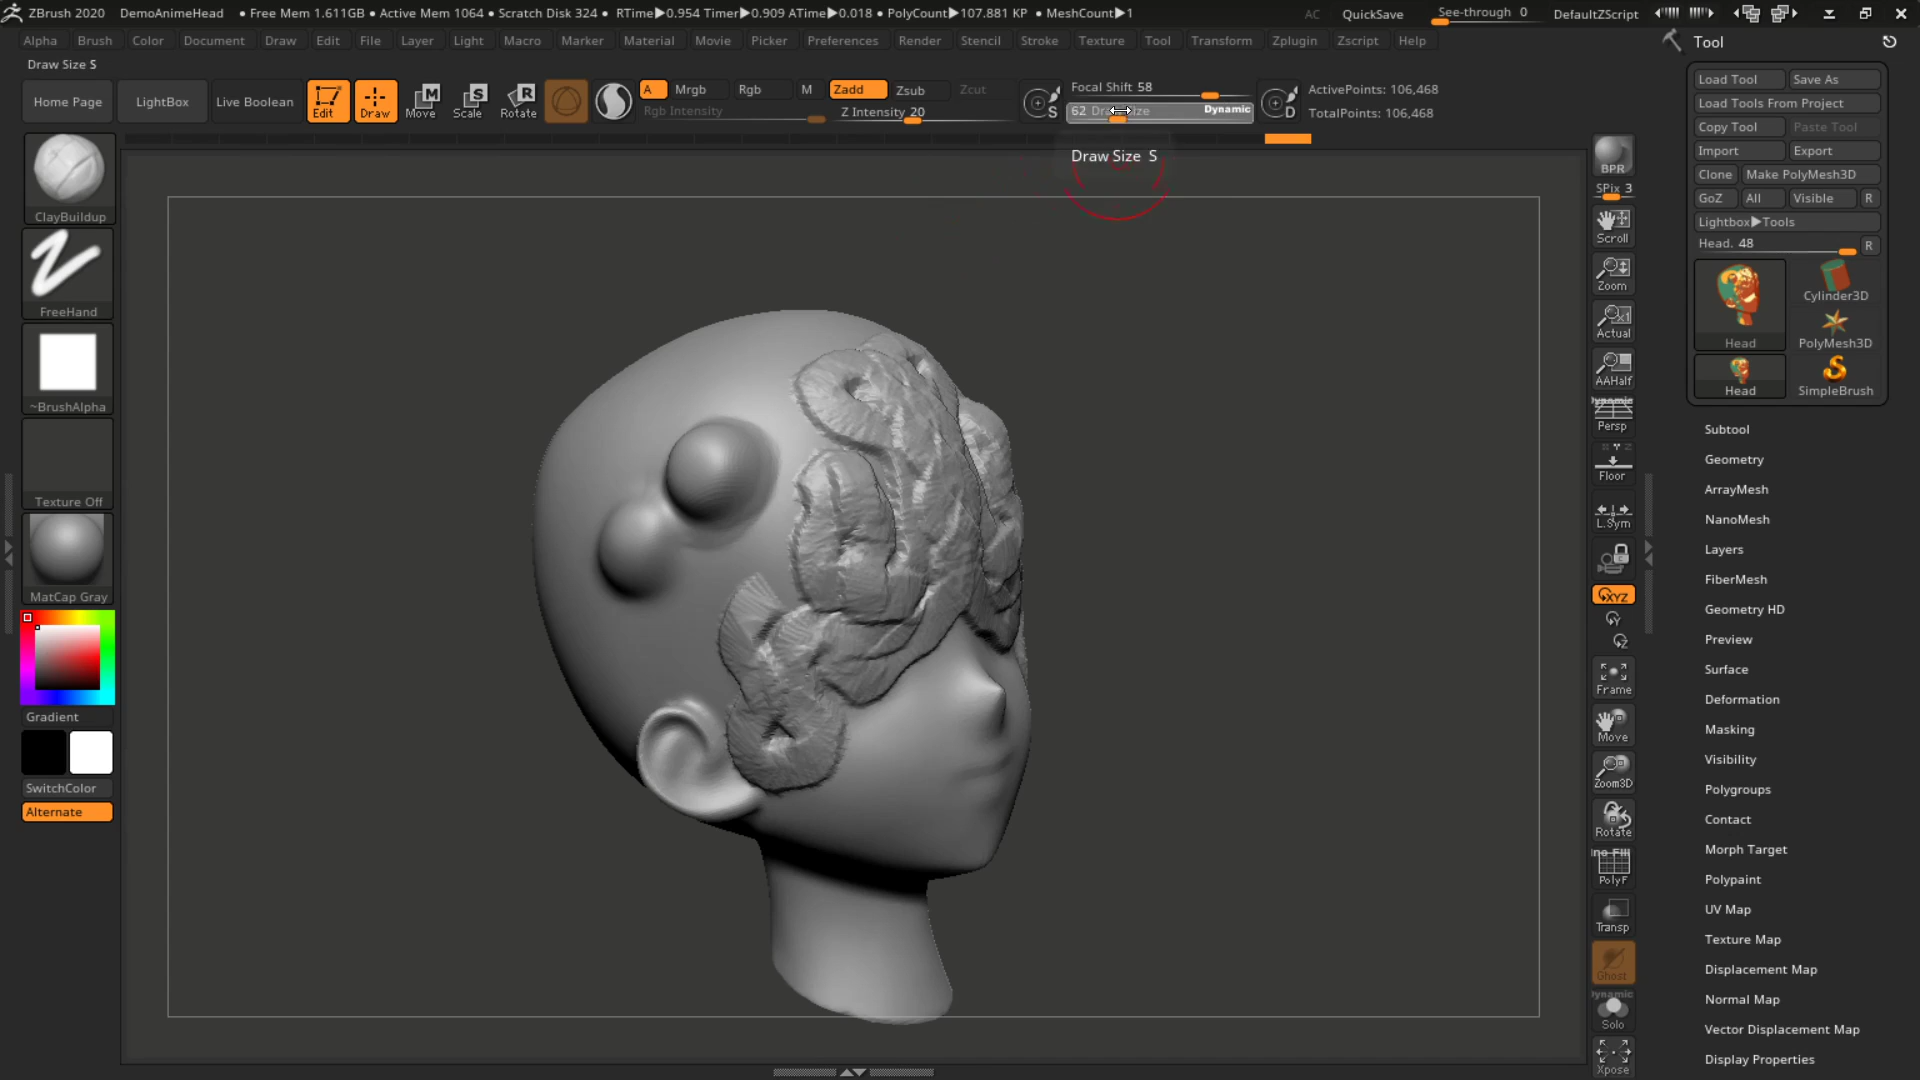 ZBrush 2020 DemoAnimeHead • Free Mem 1.611GB • Active Mem 1064 • Scratch Disk 324 • RTime▶0.954 Timer▶0.909 ATime▶0.018 • PolyCount▶107.881 KP • MeshCount▶1 AC QuickSave See-through 0 DefaultZScript
Alpha Brush Color Document Draw Edit File Layer Light Macro Marker Material Movie Picker Preferences Render Stencil Stroke Texture Tool Transform Zplugin Zscript Help
Draw Size S
Home Page LightBox Live Boolean Edit Draw Move Scale Rotate
M S R
A Mrgb Rgb M Zadd Zsub Zcut
Rgb Intensity Z Intensity 20
S Focal Shift 58
62 Draw Size Dynamic
D ActivePoints: 106,468
TotalPoints: 106,468
Draw Size S
ClayBuildup
FreeHand
~BrushAlpha
Texture Off
MatCap Gray
Gradient
SwitchColor
Alternate
BPR
SPix 3
Scroll
Zoom
Actual
AAHalf
Dynamic
Persp
Floor
L.Sym
XYZ
Y
Z
Frame
Move
Zoom3D
Rotate
PolyF
Transp
Ghost
Dynamic
Solo
Xpose
Tool
Load Tool Save As
Load Tools From Project
Copy Tool Paste Tool
Import Export
Clone Make PolyMesh3D
GoZ All Visible R
Lightbox▶Tools
Head. 48 R
Head Cylinder3D
PolyMesh3D
Head SimpleBrush
Subtool
Geometry
ArrayMesh
NanoMesh
Layers
FiberMesh
Geometry HD
Preview
Surface
Deformation
Masking
Visibility
Polygroups
Contact
Morph Target
Polypaint
UV Map
Texture Map
Displacement Map
Normal Map
Vector Displacement Map
Display Properties